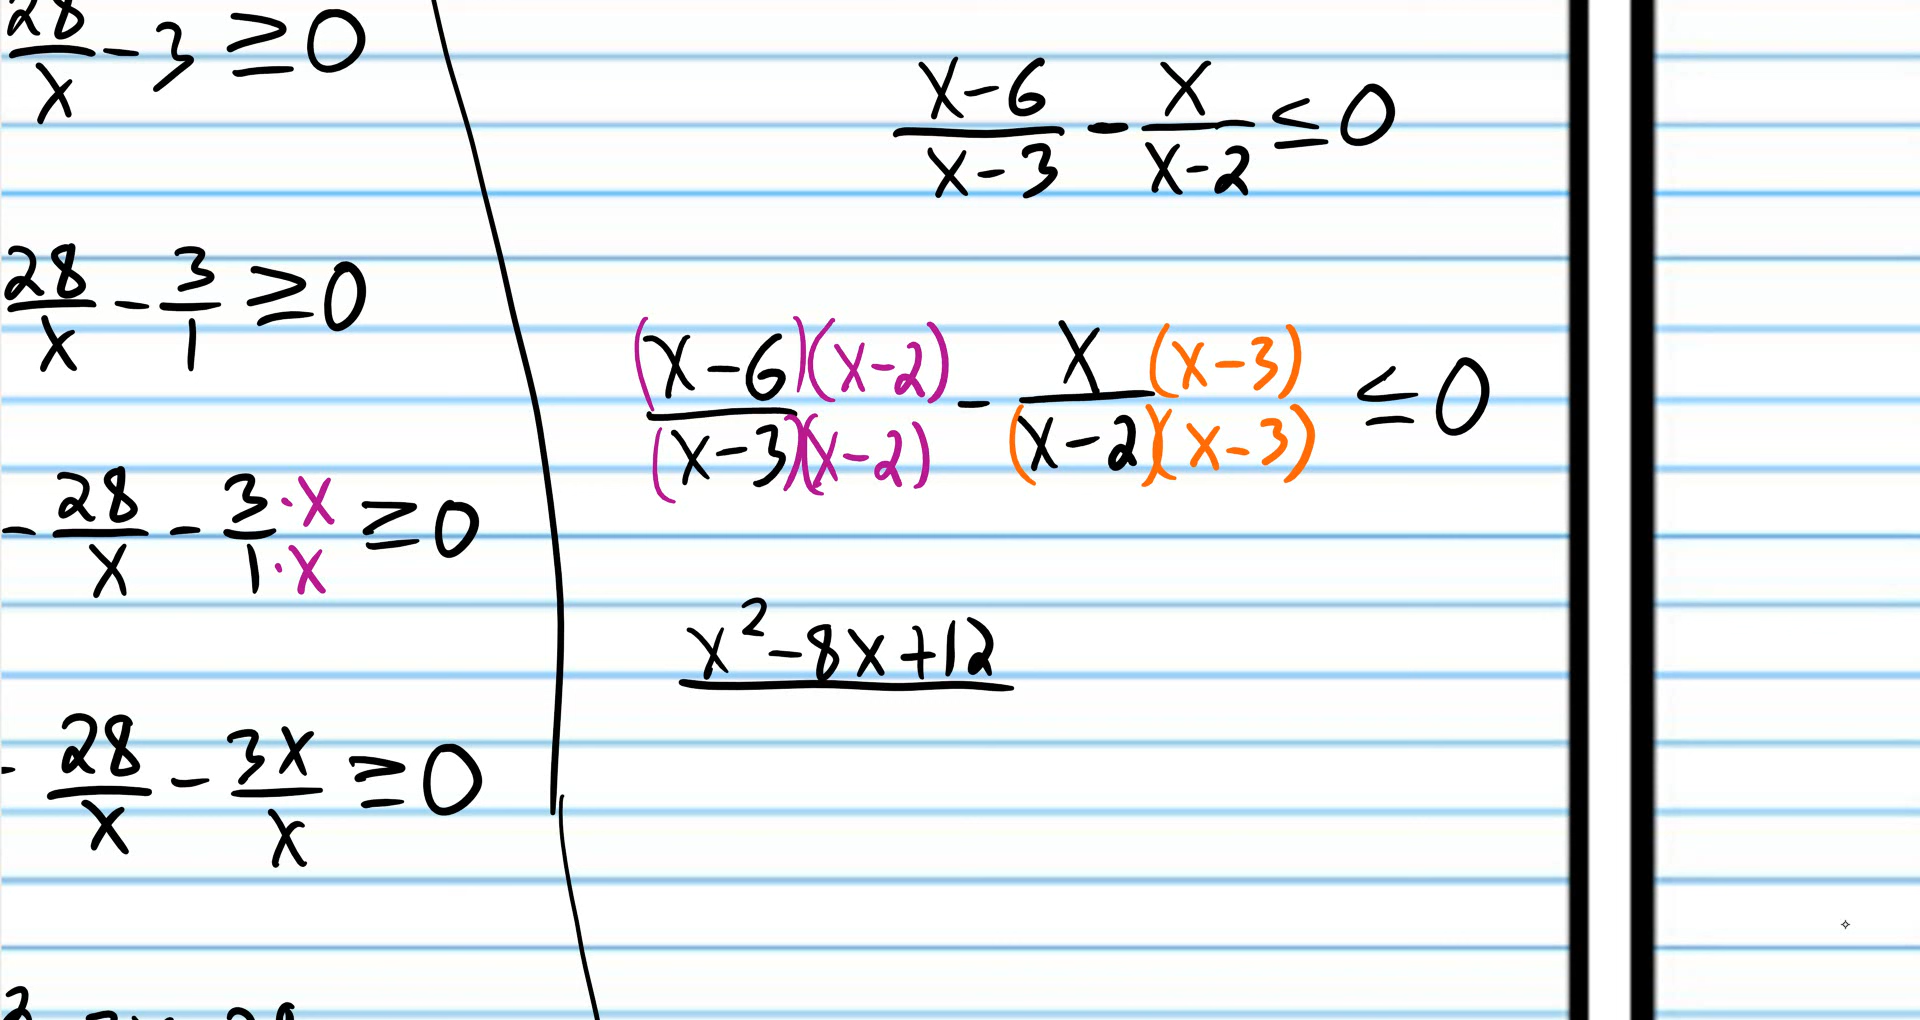 28/x - 3 ≥ 0
28/x - 3/1 ≥ 0
- 28/x - 3·x/1·x ≥ 0
- 28/x - 3x/x ≥ 0
x-6/x-3 - x/x-2 ≤ 0
(x-6)(x-2)/(x-3)(x-2) - x(x-3)/(x-2)(x-3) ≤ 0
x²-8x+12